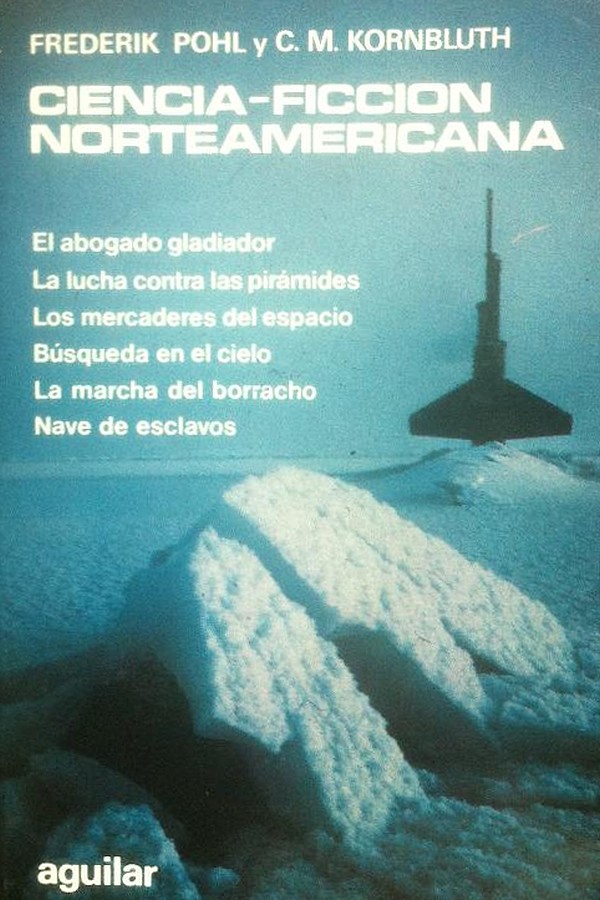 FREDERIK POHL y C. M. KORNBLUTH
CIENCIA-FICCION
NORTEAMERICANA
El abogado gladiador
La lucha contra las pirámides
Los mercaderes del espacio
Búsqueda en el cielo
La marcha del borracho
Nave de esclavos
aguilar